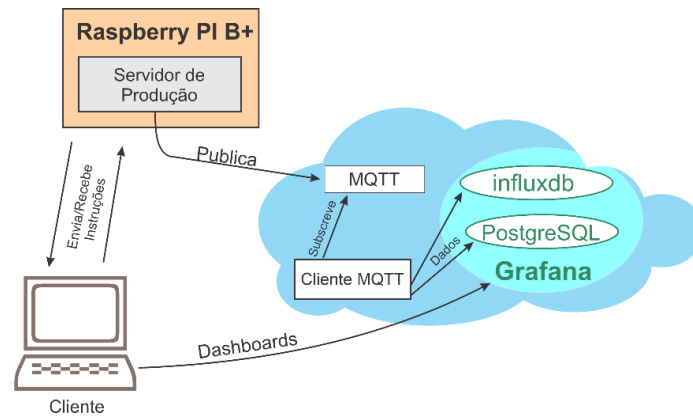 Raspberry PI B+
Servidor de
Produção
Publica
MQTT
influxdb
PostgreSQL
Grafana
Envia/Recebe
Instruções
Subscreve
Dados
Cliente MQTT
Dashboards
Cliente